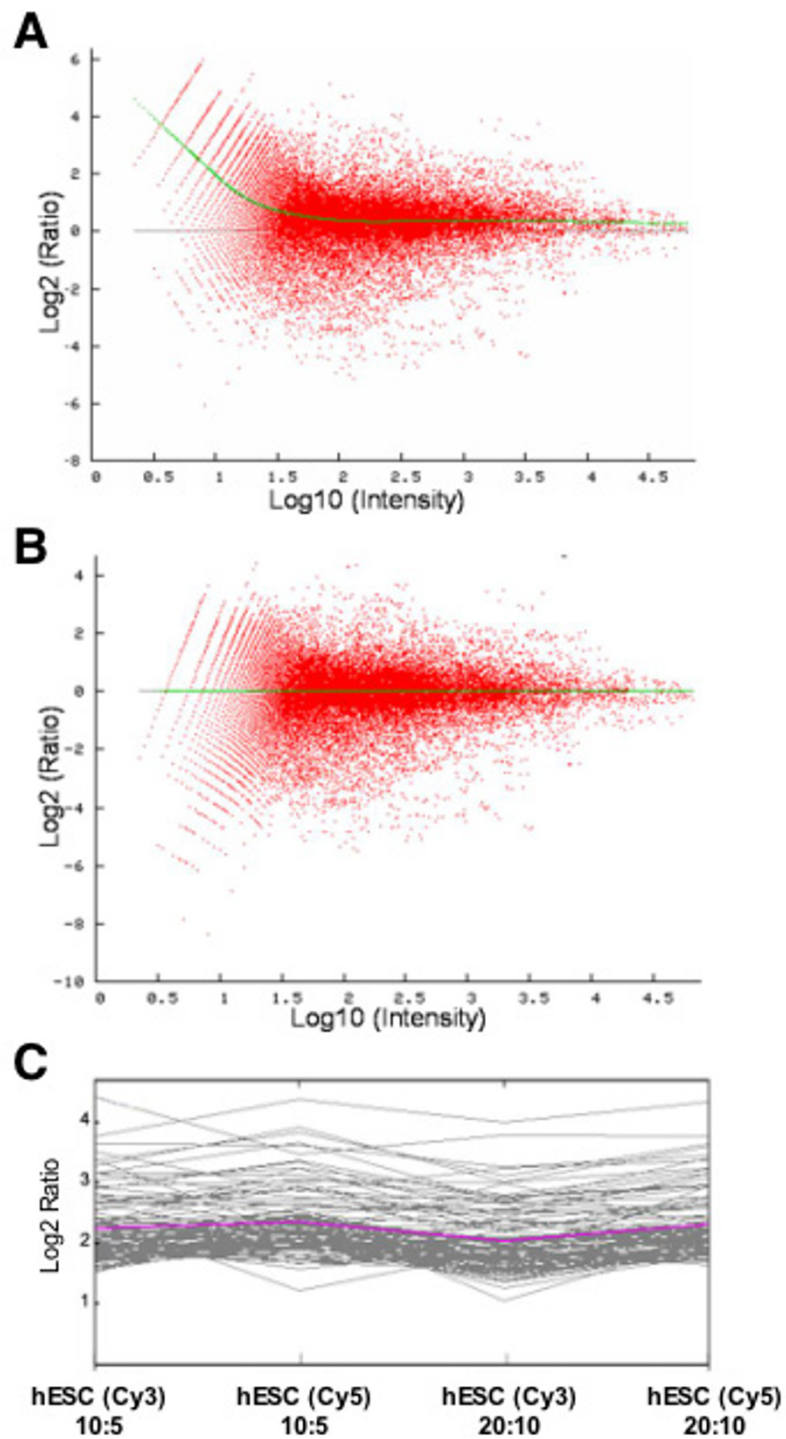 A
6
4
2
0
-2
-4
-6
-8
Log2 (Ratio)
0 0.5 1 1.5 2 2.5 3 3.5 4 4.5
Log10 (Intensity)
B
4
2
0
-2
-4
-6
-8
-10
Log2 (Ratio)
0 0.5 1 1.5 2 2.5 3 3.5 4 4.5
Log10 (Intensity)
C
4
3
2
1
Log2 Ratio
hESC (Cy3) hESC (Cy5) hESC (Cy3) hESC (Cy5)
10:5 10:5 20:10 20:10